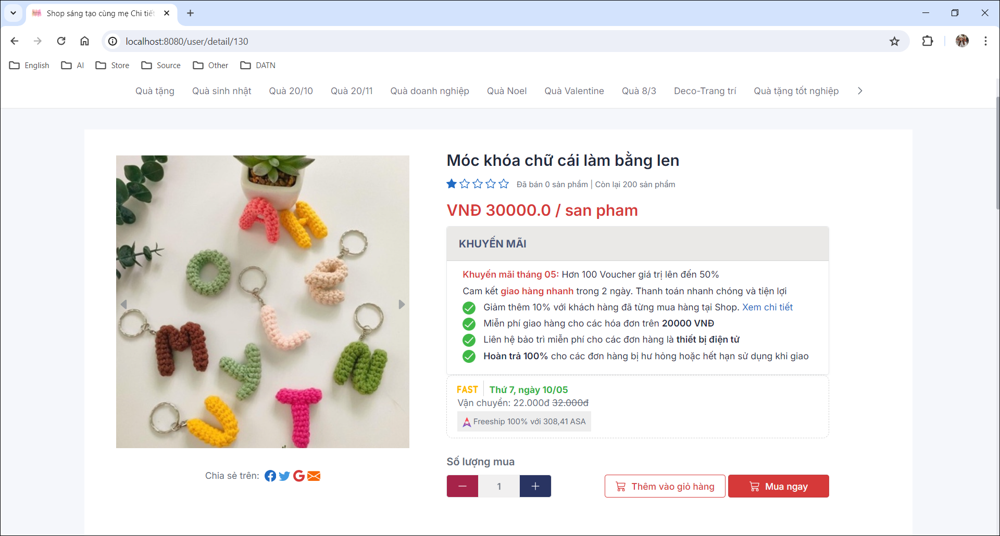 Shop sáng tạo cùng mẹ Chi tiết
localhost:8080/user/detail/130
English AI Store Source Other DATN
Quà tặng Quà sinh nhật Quà 20/10 Quà 20/11 Quà doanh nghiệp Quà Noel Quà Valentine Quà 8/3 Deco-Trang trí Quà tặng tốt nghiệp
Móc khóa chữ cái làm bằng len
Đã bán 0 sản phẩm | Còn lại 200 sản phẩm
VNĐ 30000.0 / san pham
KHUYẾN MÃI
Khuyến mãi tháng 05: Hơn 100 Voucher giá trị lên đến 50%
Cam kết giao hàng nhanh trong 2 ngày. Thanh toán nhanh chóng và tiện lợi
Giảm thêm 10% với khách hàng đã từng mua hàng tại Shop. Xem chi tiết
Miễn phí giao hàng cho các hóa đơn trên 20000 VNĐ
Liên hệ bảo trì miễn phí cho các đơn hàng là thiết bị điện tử
Hoàn trả 100% cho các đơn hàng bị hư hỏng hoặc hết hạn sử dụng khi giao
FAST Thứ 7, ngày 10/05
Vận chuyển: 22.000đ 32.000đ
Freeship 100% với 308,41 ASA
Số lượng mua
1
Thêm vào giỏ hàng
Mua ngay
Chia sẻ trên: